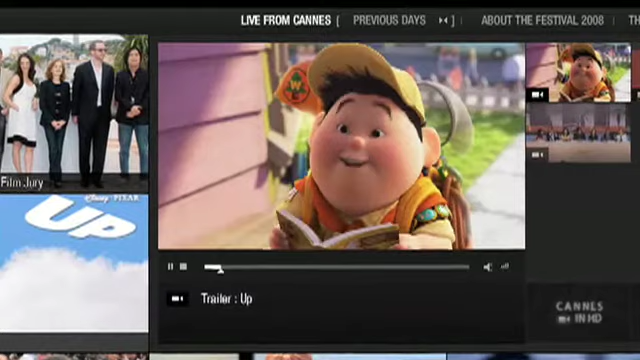 LIVE FROM CANNES [ PREVIOUS DAYS ] ABOUT THE FESTIVAL 2008 TH
Film Jury
Disney · PIXAR
UP
Trailer : Up
CANNES
IN HD